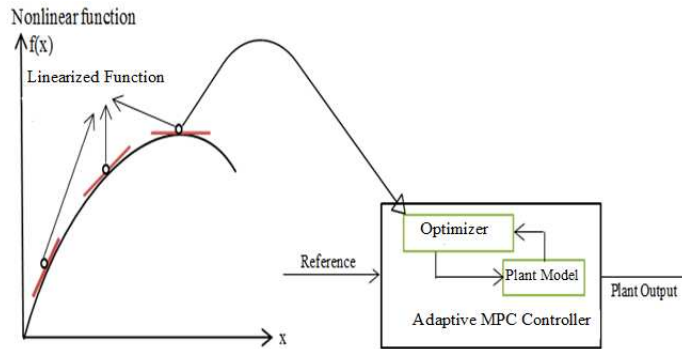 Nonlinear function
f(x)
Linearized Function
x
Reference
Optimizer
Plant Model
Adaptive MPC Controller
Plant Output